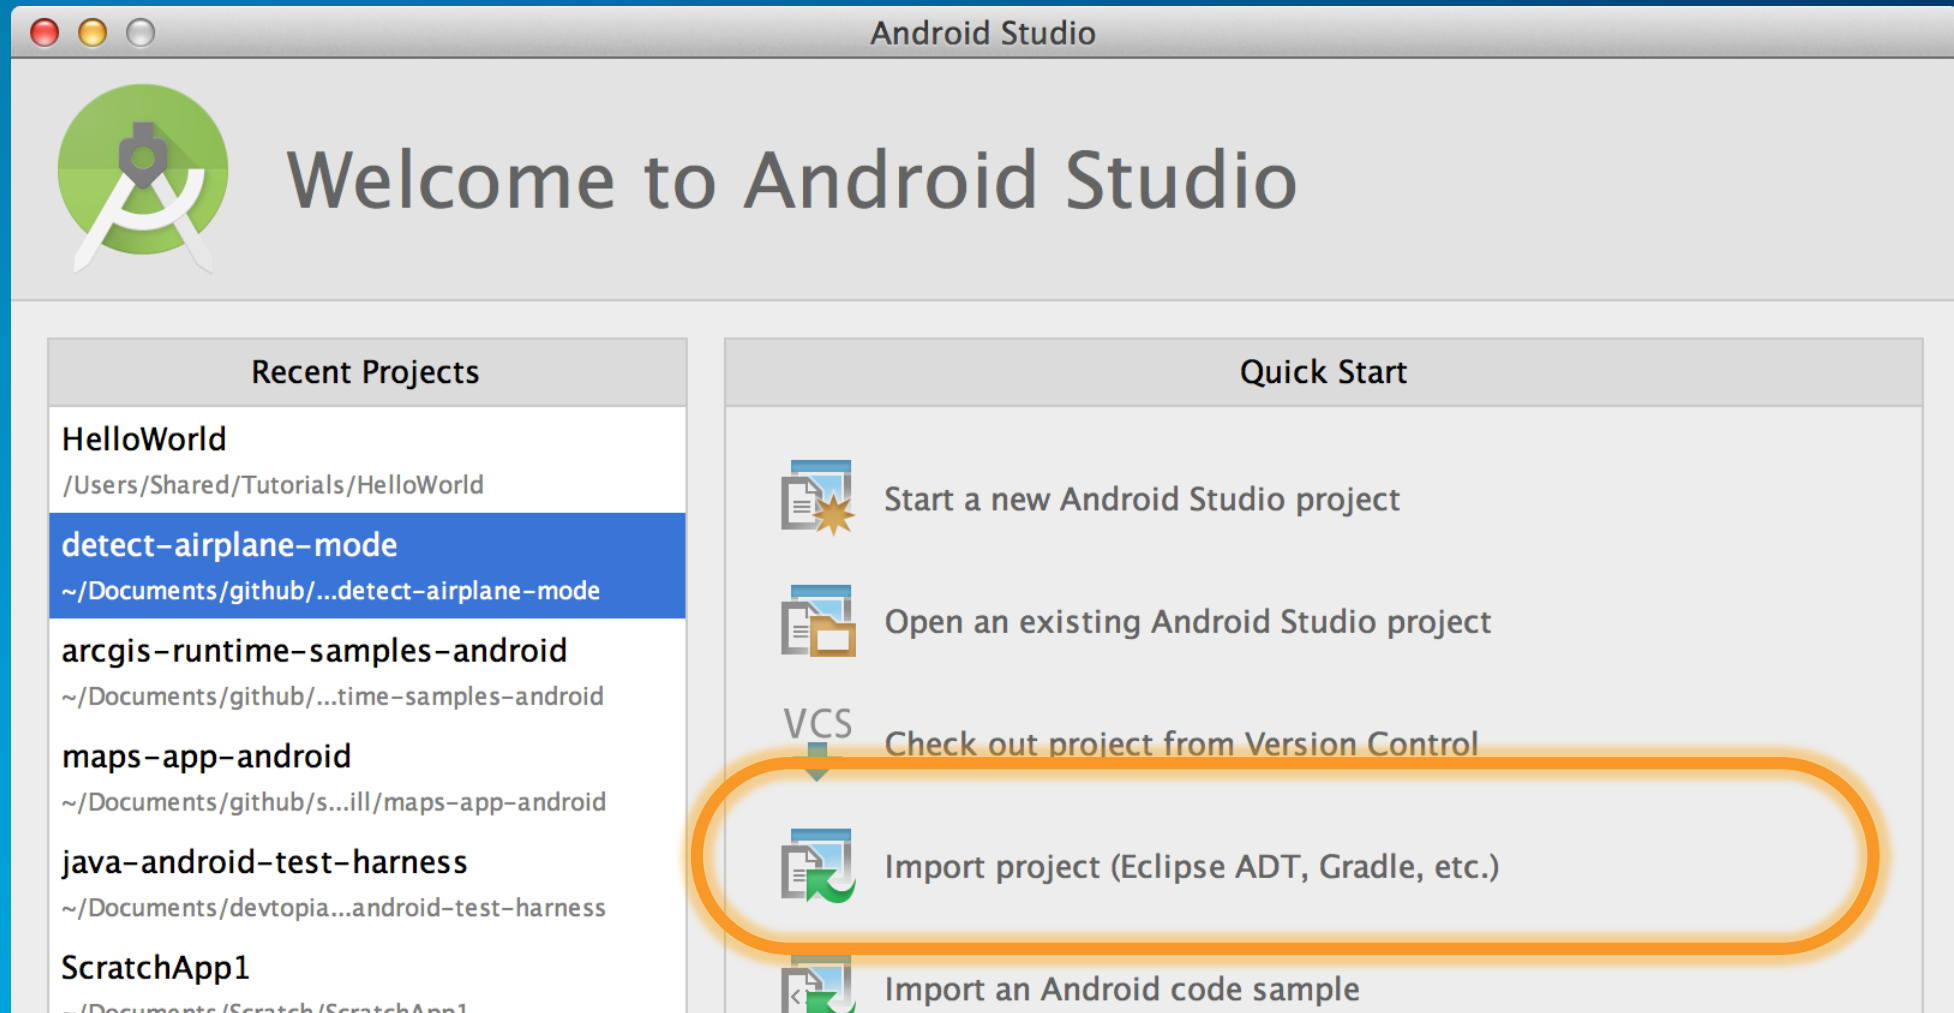 Android Studio
Welcome to Android Studio
Recent Projects
HelloWorld
/Users/Shared/Tutorials/HelloWorld
detect-airplane-mode
~/Documents/github/...detect-airplane-mode
arcgis-runtime-samples-android
~/Documents/github/...time-samples-android
maps-app-android
~/Documents/github/s...ill/maps-app-android
java-android-test-harness
~/Documents/devtopia...android-test-harness
ScratchApp1
~/Documents/Scratch/ScratchApp1
Quick Start
Start a new Android Studio project
Open an existing Android Studio project
VCS
Check out project from Version Control
Import project (Eclipse ADT, Gradle, etc.)
Import an Android code sample